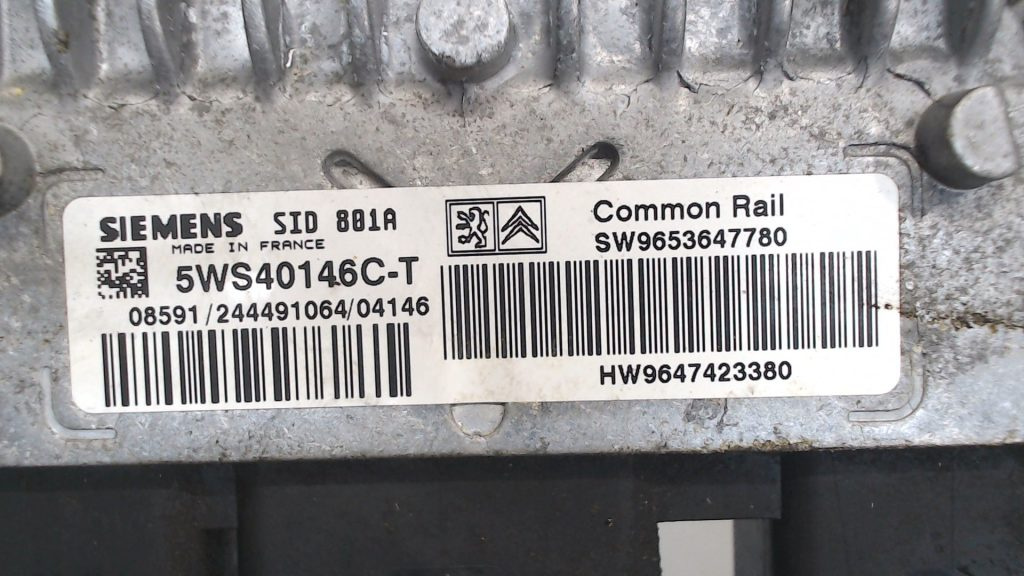 SIEMENS SID 801A
MADE IN FRANCE
5WS40146C-T
08591/244491064/04146
Common Rail
SW9653647780
HW9647423380